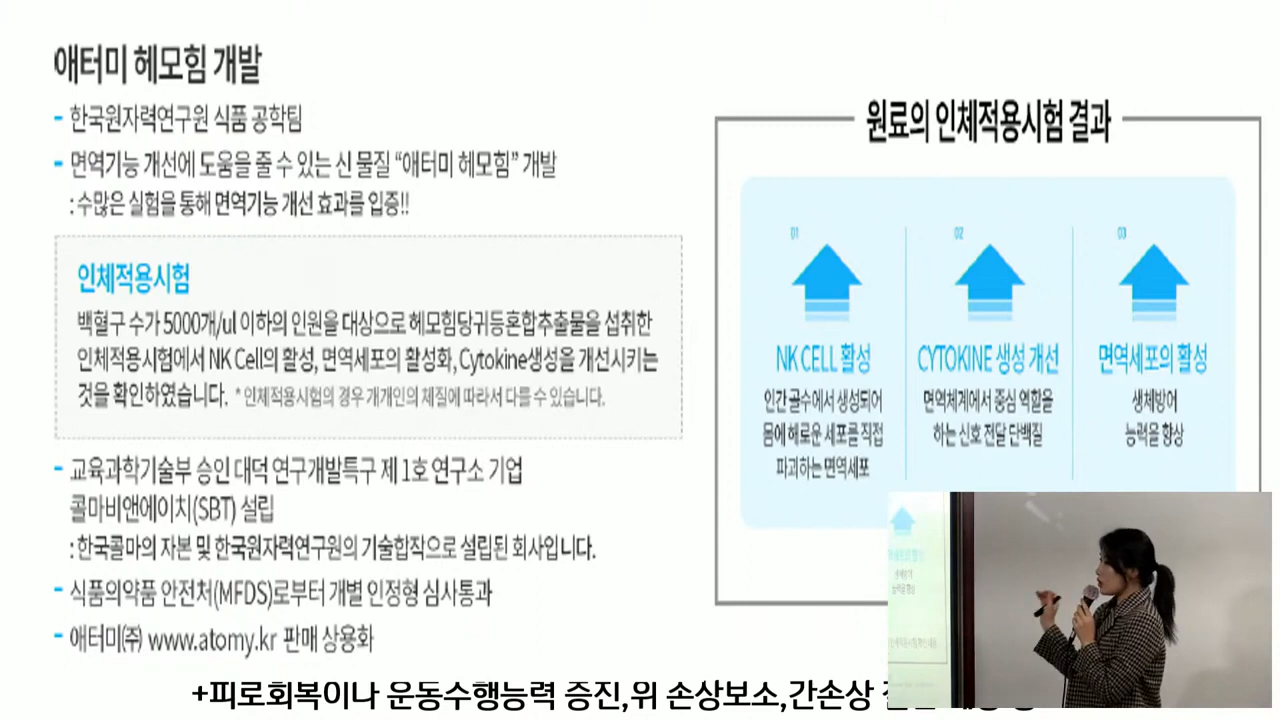 애터미 헤모힘 개발
- 한국원자력연구원 식품 공학팀
- 면역기능 개선에 도움을 줄 수 있는 신 물질 “애터미 헤모힘” 개발
: 수많은 실험을 통해 면역기능 개선 효과를 입증!!
인체적용시험
백혈구 수가 5000개/ul 이하의 인원을 대상으로 헤모힘당귀등혼합추출물을 섭취한
인체적용시험에서 NK Cell의 활성, 면역세포의 활성화, Cytokine생성을 개선시키는
것을 확인하였습니다. * 인체적용시험의 경우 개개인의 체질에 따라서 다를 수 있습니다.
- 교육과학기술부 승인 대덕 연구개발특구 제 1호 연구소 기업
콜마비앤에이치(SBT) 설립
: 한국콜마의 자본 및 한국원자력연구원의 기술합작으로 설립된 회사입니다.
- 식품의약품 안전처(MFDS)로부터 개별 인정형 심사통과
- 애터미㈜ www.atomy.kr 판매 상용화
원료의 인체적용시험 결과
01
NK CELL 활성
인간 골수에서 생성되어
몸에 해로운 세포를 직접
파괴하는 면역세포
02
CYTOKINE 생성 개선
면역체계에서 중심 역할을
하는 신호 전달 단백질
03
면역세포의 활성
생체방어
능력을 향상
+피로회복이나 운동수행능력 증진,위 손상보소,간손상